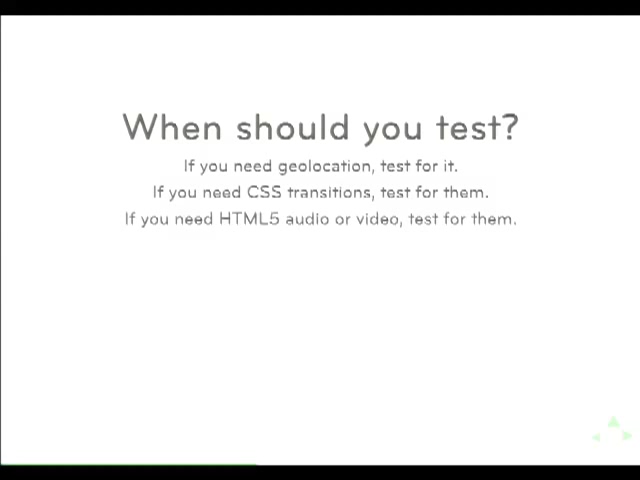 When should you test?
If you need geolocation, test for it.
If you need CSS transitions, test for them.
If you need HTML5 audio or video, test for them.